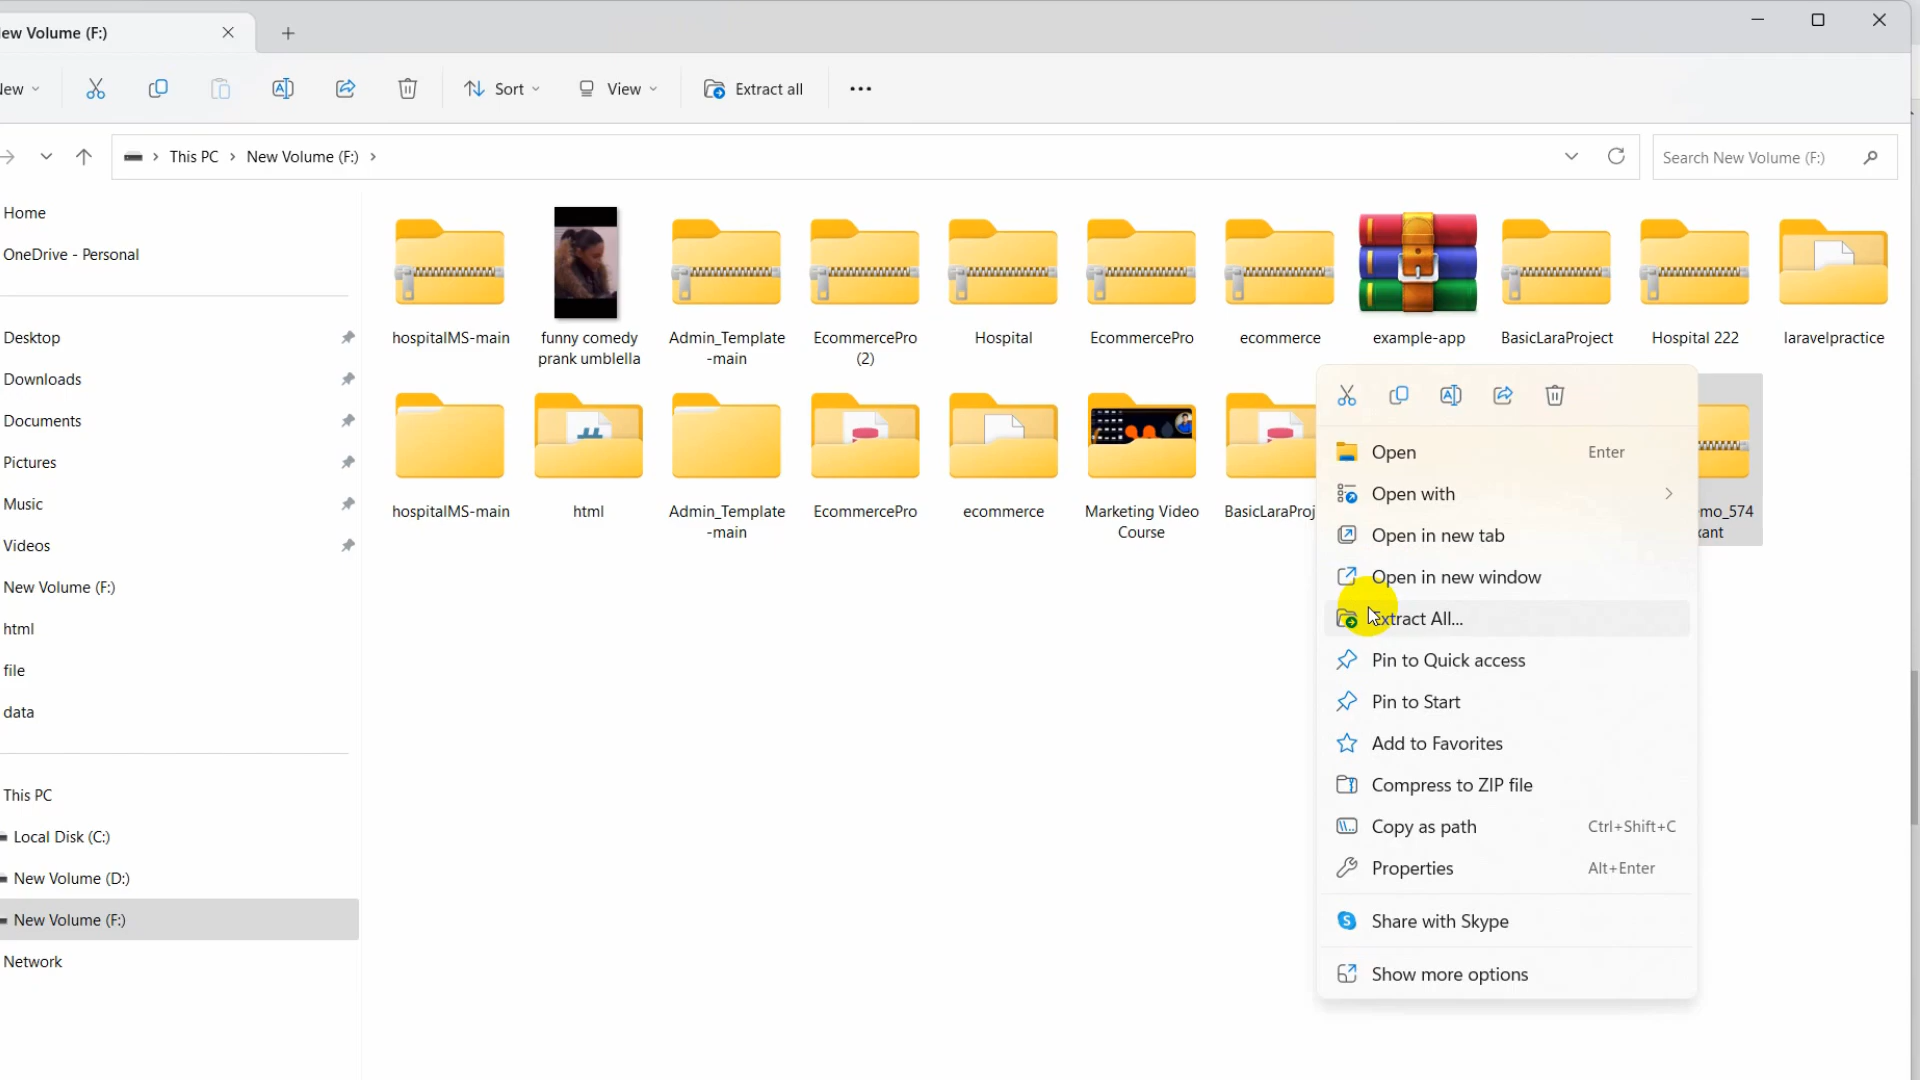 ew Volume (F:)
Sort
View
Extract all
This PC
New Volume (F:)
Search New Volume (F:)
Home
OneDrive - Personal
Desktop
Downloads
Documents
Pictures
Music
Videos
New Volume (F:)
html
file
data
This PC
Local Disk (C:)
New Volume (D:)
New Volume (F:)
Network
hospitalMS-main
funny comedy
prank umblella
Admin_Template
-main
EcommercePro
(2)
Hospital
EcommercePro
ecommerce
example-app
BasicLaraProject
Hospital 222
laravelpractice
hospitalMS-main
html
Admin_Template
-main
EcommercePro
ecommerce
Marketing Video
Course
BasicLaraProj
mo_574
Open Enter
Open with
Open in new tab
Open in new window
Extract All...
Pin to Quick access
Pin to Start
Add to Favorites
Compress to ZIP file
Copy as path Ctrl+Shift+C
Properties Alt+Enter
Share with Skype
Show more options